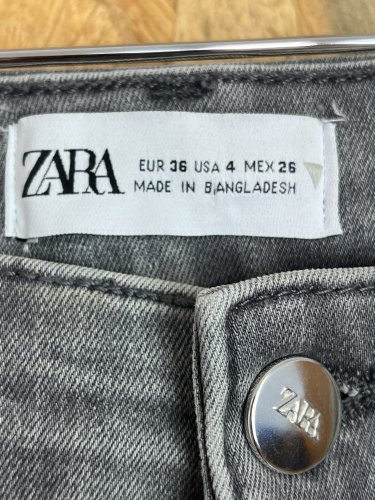 ZARA
EUR 36 USA 4 MEX 26
MADE IN BANGLADESH
ZARA